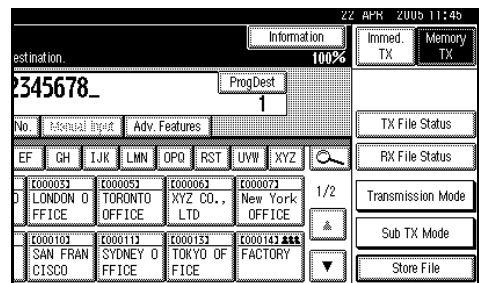 22 APR 2005 11:45
Information
Immed. TX
Memory TX
estination.
100%
2345678_
ProgDest
1
No.
Manual Input
Adv. Features
TX File Status
EF
GH
IJK
LMN
OPQ
RST
UVW
XYZ
RX File Status
[00003]
LONDON O
FFICE
[00005]
TORONTO
OFFICE
[00006]
XYZ CO.,
LTD
[00007]
New York
OFFICE
1/2
Transmission Mode
[00010]
SAN FRAN
CISCO
[00011]
SYDNEY O
FFICE
[00013]
TOKYO OF
FICE
[00014]
FACTORY
Sub TX Mode
Store File